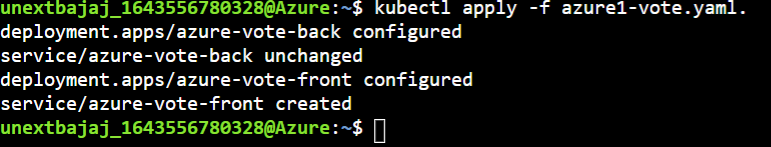 unextbajaj_1643556780328@Azure:~$ kubectl apply -f azure1-vote.yaml.
deployment.apps/azure-vote-back configured
service/azure-vote-back unchanged
deployment.apps/azure-vote-front configured
service/azure-vote-front created
unextbajaj_1643556780328@Azure:~$